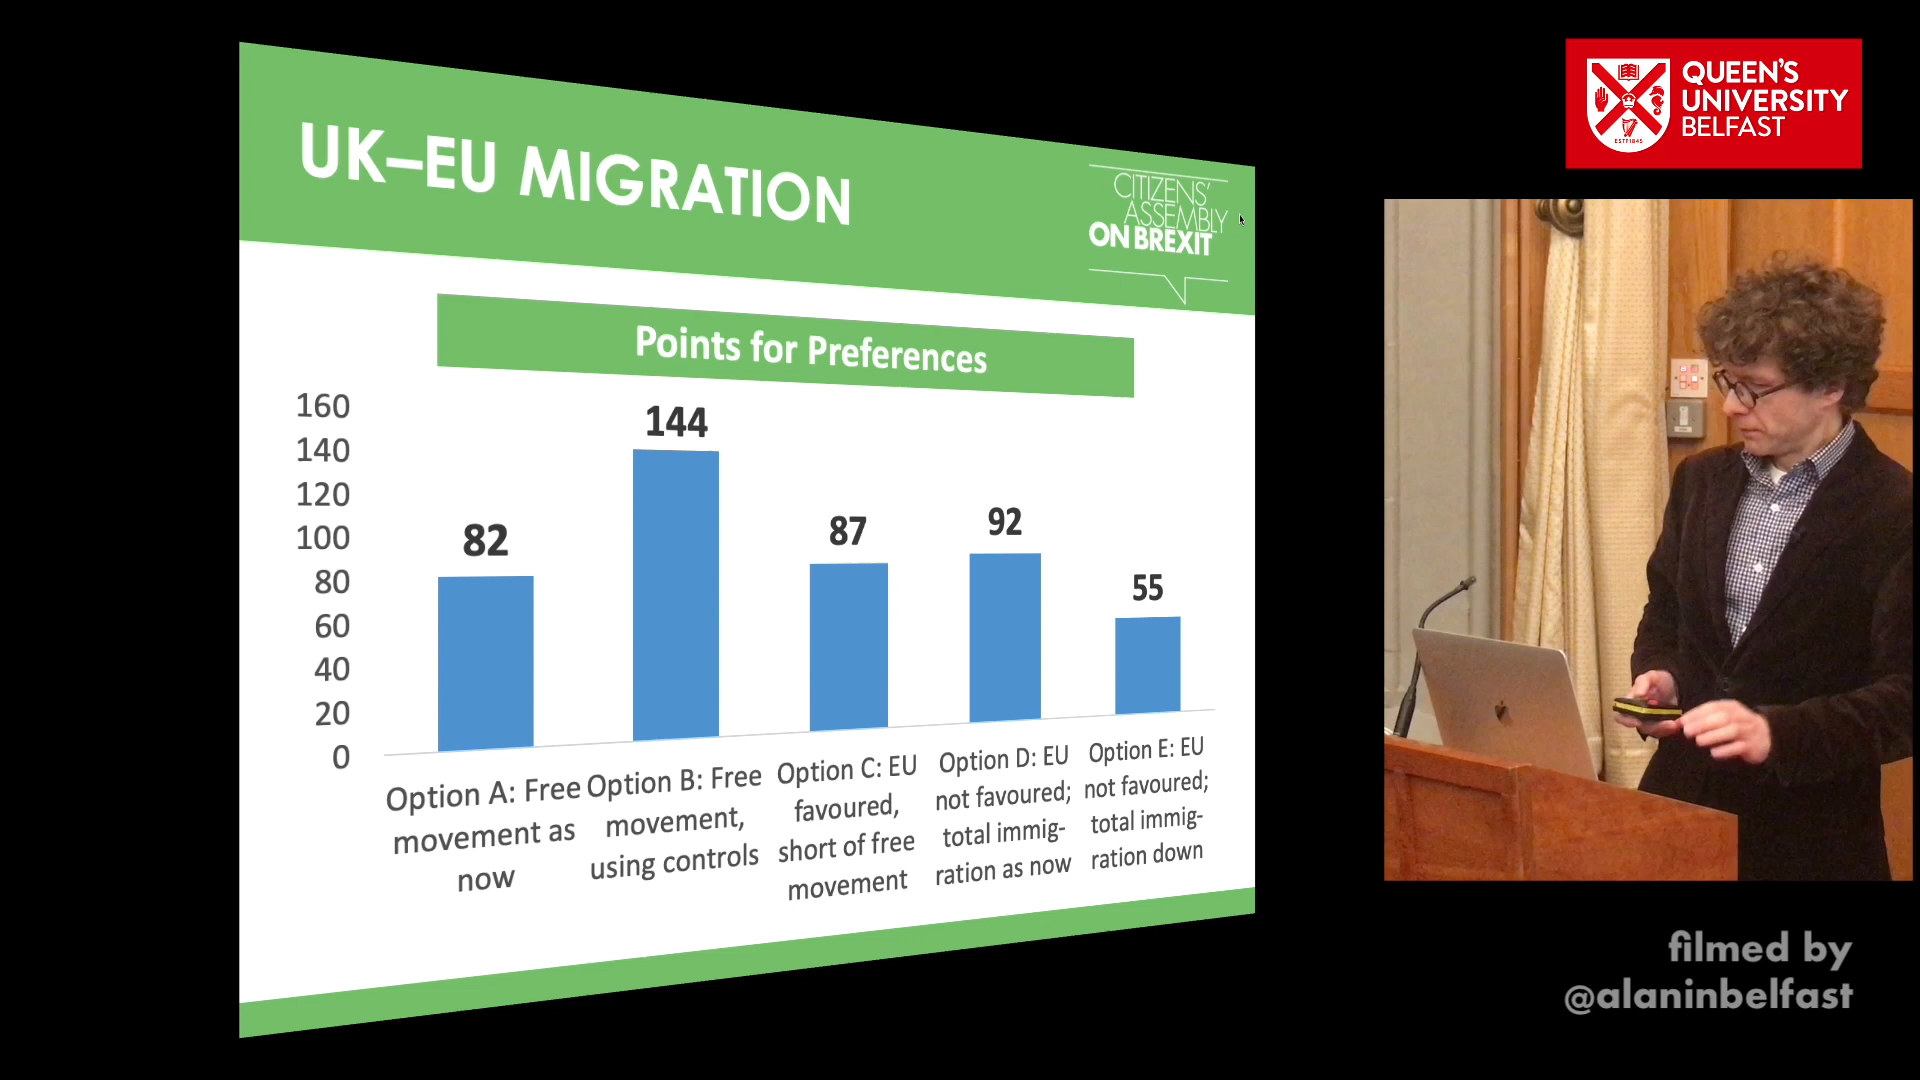 UK–EU MIGRATION
CITIZENS'
ASSEMBLY
ON BREXIT
Points for Preferences
160
140
120
100
80
60
40
20
0
82
144
87
92
55
Option A: Free
movement as
now
Option B: Free
movement,
using controls
Option C: EU
favoured,
short of free
movement
Option D: EU
not favoured;
total immig-
ration as now
Option E: EU
not favoured;
total immig-
ration down
QUEEN'S
UNIVERSITY
BELFAST
ESTD1845
filmed by
@alaninbelfast